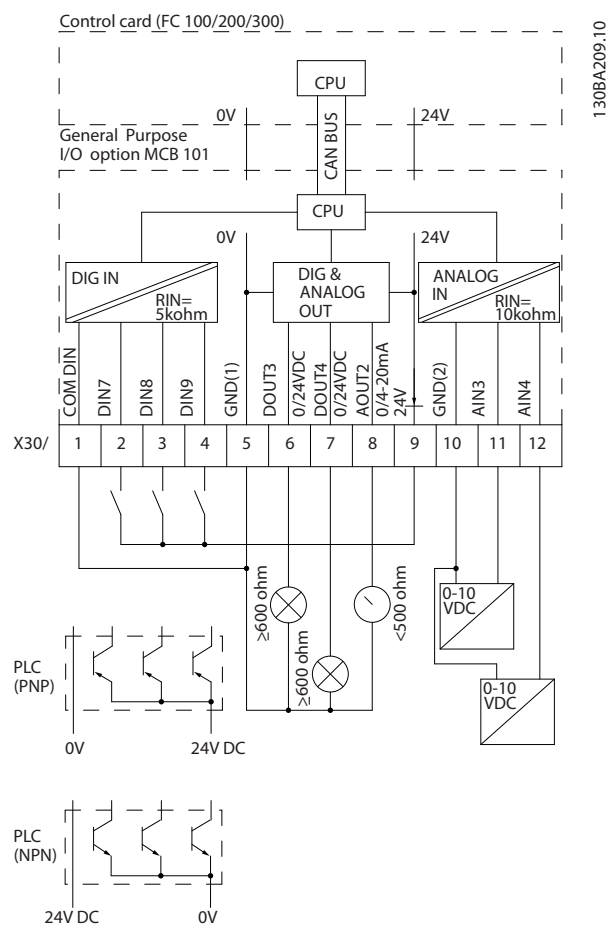 Control card (FC 100/200/300)
130BA209.10
CPU
0V
24V
CAN BUS
General Purpose
I/O option MCB 101
CPU
0V
24V
DIG IN
RIN=
5kohm
DIG &
ANALOG
OUT
ANALOG
IN
RIN=
10kohm
COM DIN
DIN7
DIN8
DIN9
GND(1)
DOUT3
0/24VDC
DOUT4
0/24VDC
AOUT2
0/4-20mA
24V
GND(2)
AIN3
AIN4
X30/
1
2
3
4
5
6
7
8
9
10
11
12
≥600 ohm
≥600 ohm
<500 ohm
0-10
VDC
0-10
VDC
PLC
(PNP)
0V
24V DC
PLC
(NPN)
24V DC
0V